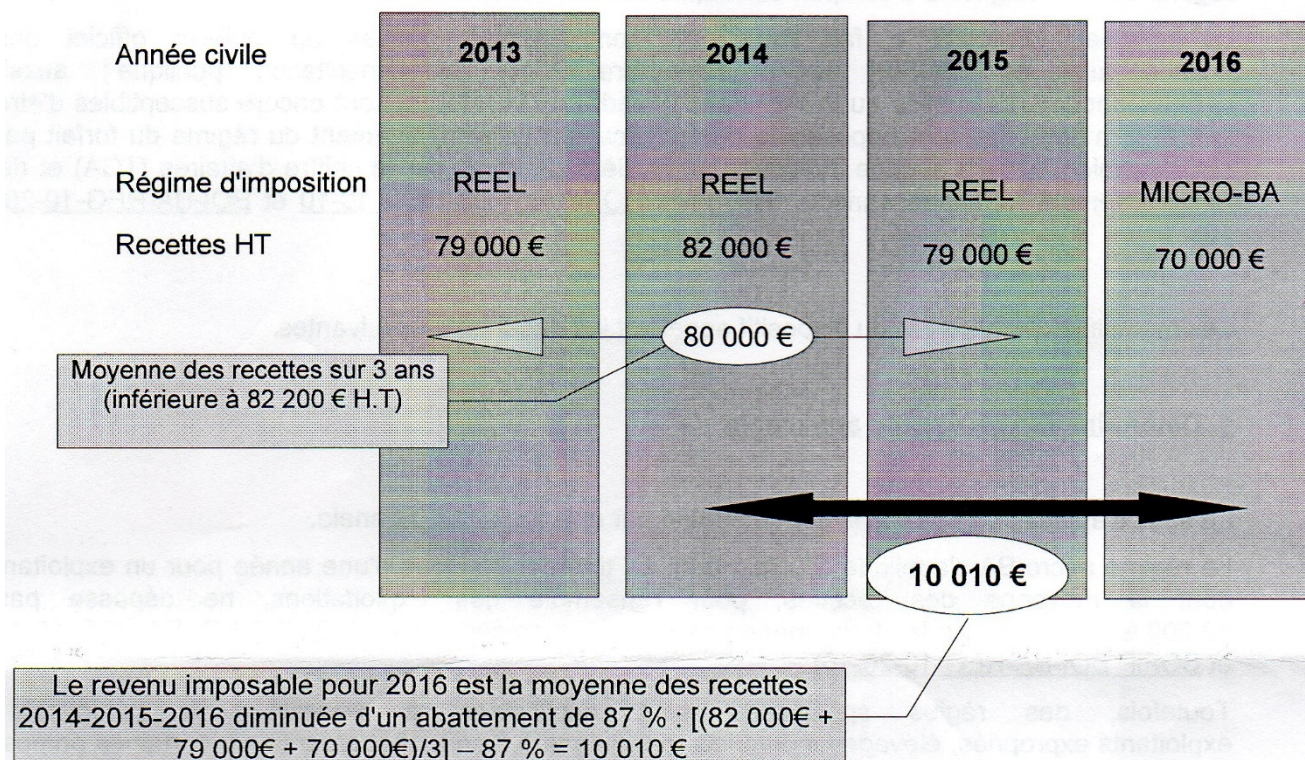 Année civile 2013 2014 2015 2016
Régime d'imposition REEL REEL REEL MICRO-BA
Recettes HT 79 000 € 82 000 € 79 000 € 70 000 €
80 000 €
Moyenne des recettes sur 3 ans
(inférieure à 82 200 € H.T)
10 010 €
Le revenu imposable pour 2016 est la moyenne des recettes
2014-2015-2016 diminuée d'un abattement de 87 % : [(82 000€ +
79 000€ + 70 000€)/3] – 87 % = 10 010 €